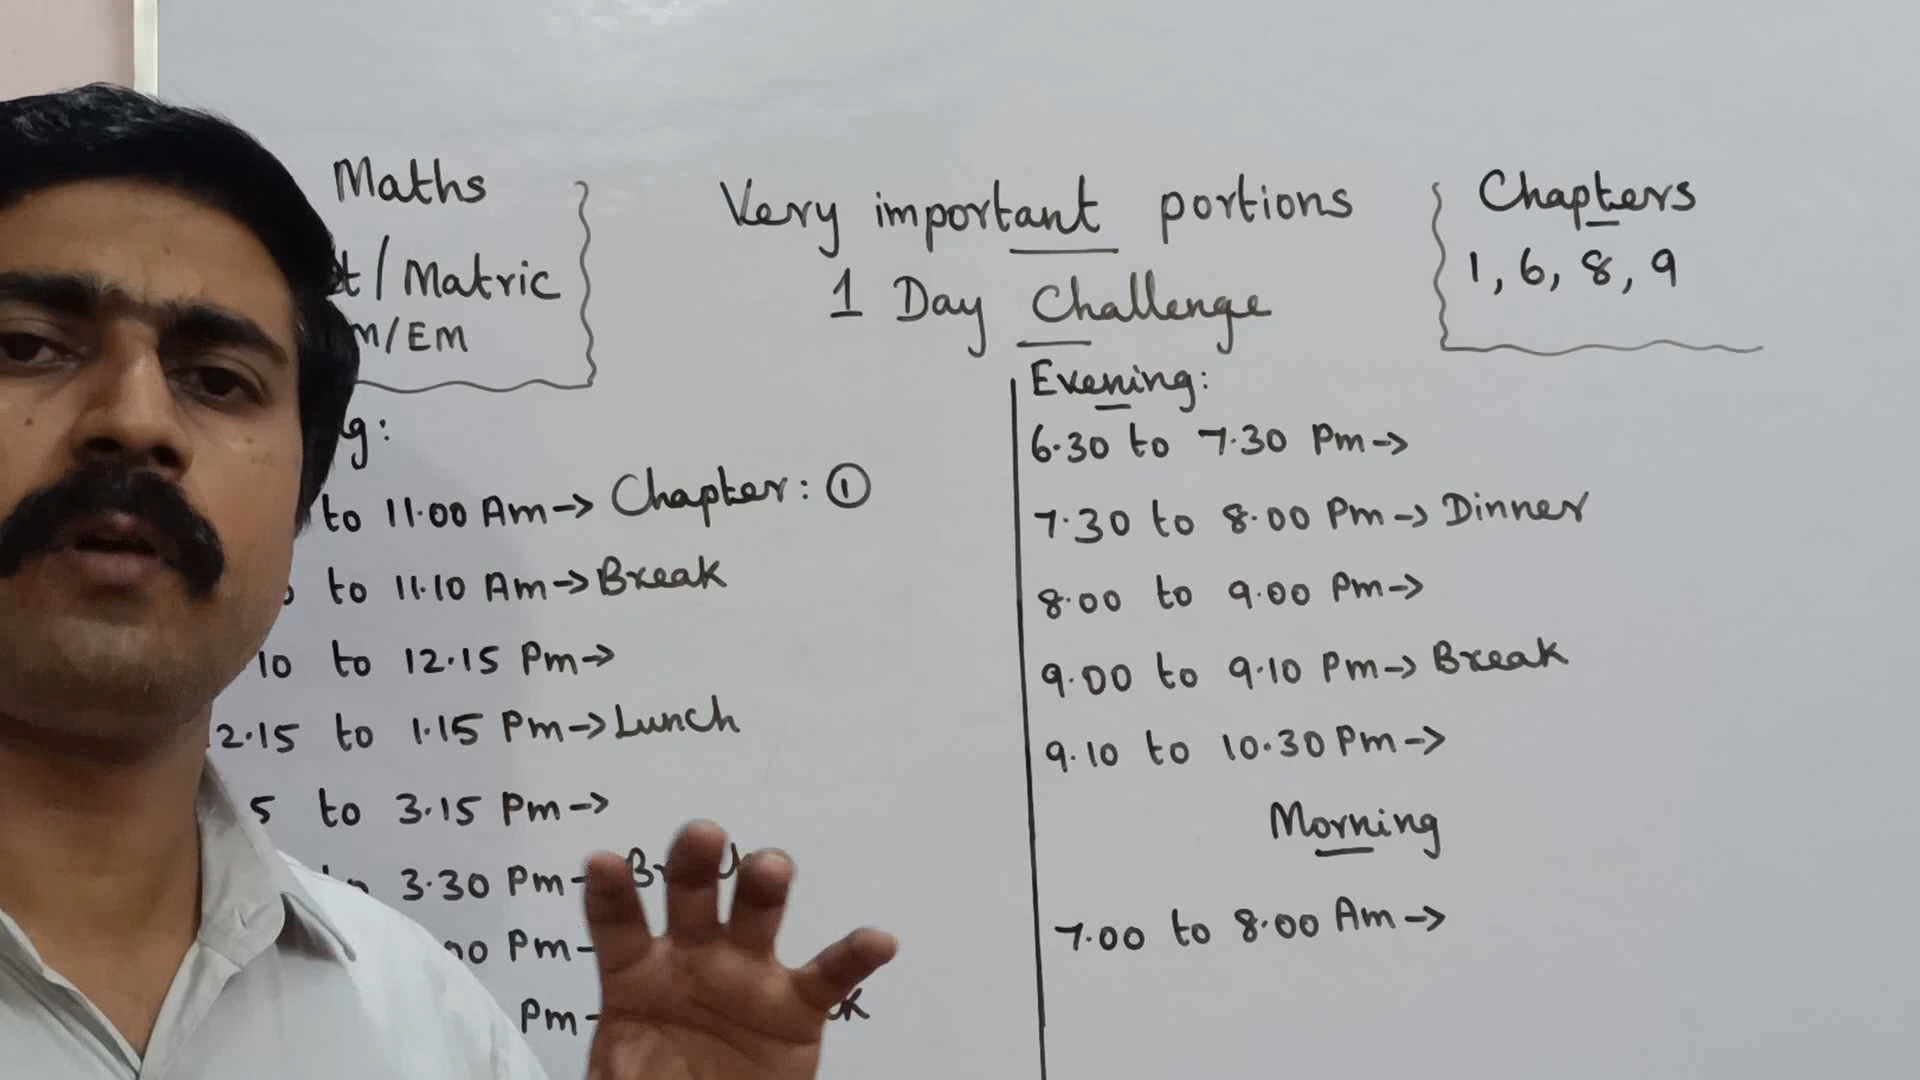 Maths
t/Matric
m/EM
Very important portions
1 Day Challenge
Chapters
1, 6, 8, 9
g:
to 11.00 Am-> Chapter: ①
to 11.10 Am-> Break
10 to 12.15 Pm->
2.15 to 1.15 Pm-> Lunch
5 to 3.15 Pm->
3.30 Pm-
00 Pm-
Pm-
Evening:
6.30 to 7.30 Pm->
7.30 to 8.00 Pm-> Dinner
8.00 to 9.00 Pm->
9.00 to 9.10 Pm-> Break
9.10 to 10.30 Pm->
Morning
7.00 to 8.00 Am->